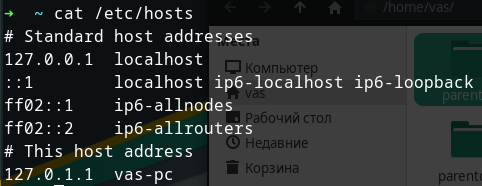 ➜ ~ cat /etc/hosts
# Standard host addresses
127.0.0.1 localhost
::1 localhost ip6-localhost ip6-loopback
ff02::1 ip6-allnodes
ff02::2 ip6-allrouters
# This host address
127.0.1.1 vas-pc
/home/vas/
Места
Компьютер
vas
Рабочий стол
Недавние
Корзина